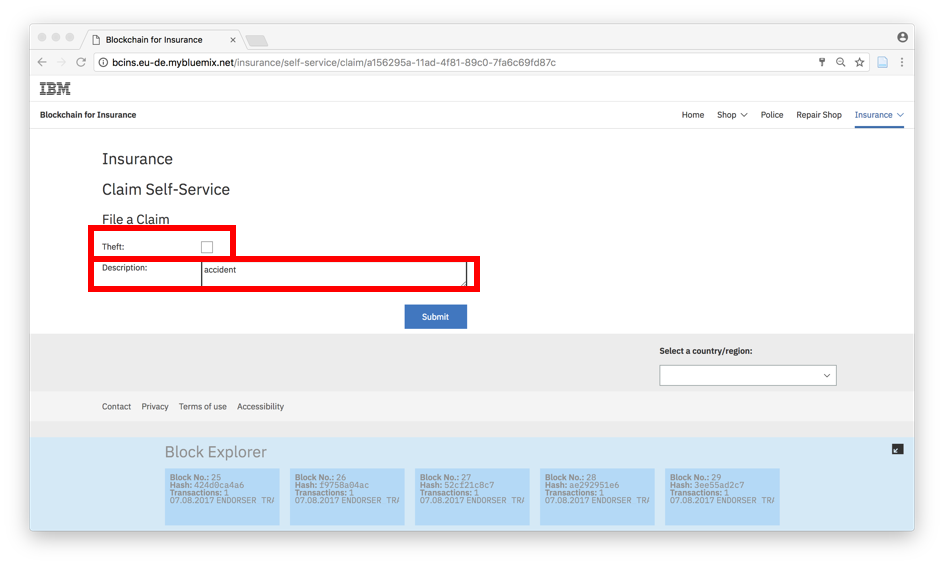 Blockchain for Insurance
bcins.eu-de.mybluemix.net/insurance/self-service/claim/a156295a-11ad-4f81-89c0-7fa6c69fd87c
IBM
Blockchain for Insurance Home Shop Police Repair Shop Insurance
Insurance
Claim Self-Service
File a Claim
Theft:
Description: accident
Submit
Select a country/region:
Contact Privacy Terms of use Accessibility
Block Explorer
Block No.: 25 Block No.: 26 Block No.: 27 Block No.: 28 Block No.: 29
Hash: 424d0ca4a6 Hash: f9758a04ac Hash: 52cf21c8c7 Hash: ae292951e6 Hash: 3ee55ad2c7
Transactions: 1 Transactions: 1 Transactions: 1 Transactions: 1 Transactions: 1
07.08.2017 ENDORSER 07.08.2017 ENDORSER 07.08.2017 ENDORSER 07.08.2017 ENDORSER 07.08.2017 ENDORSER